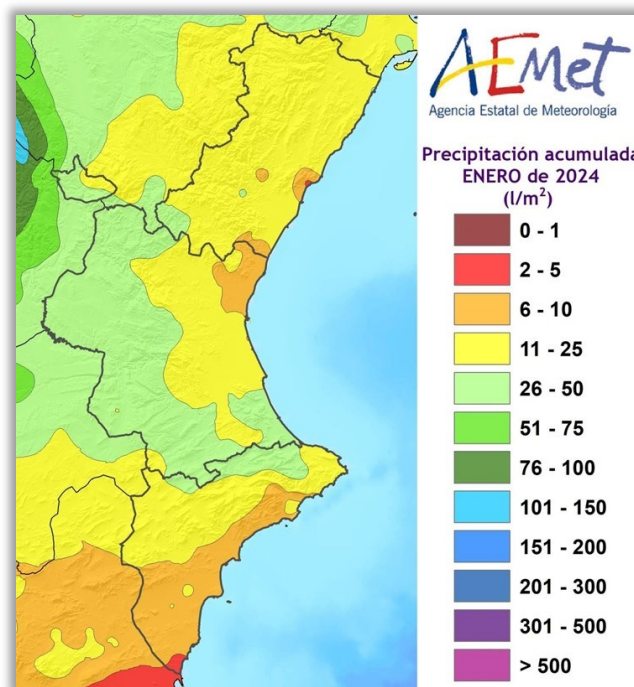 AEMet
Agencia Estatal de Meteorología
Precipitación acumulada
ENERO de 2024
(l/m²)
0 - 1
2 - 5
6 - 10
11 - 25
26 - 50
51 - 75
76 - 100
101 - 150
151 - 200
201 - 300
301 - 500
> 500